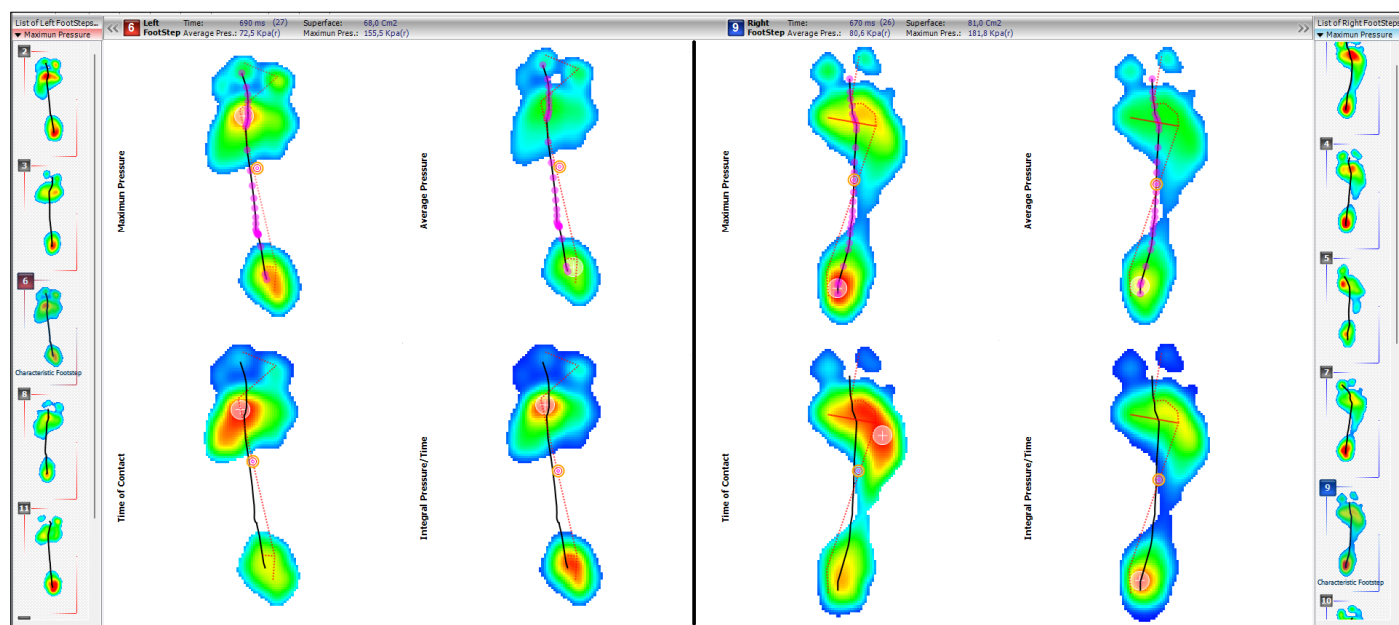 List of Left FootSteps...
Maximun Pressure
2
3
6
Characteristic Footstep
8
11
6 Left Time: 690 ms (27) Superface: 68,0 Cm2
FootStep Average Pres.: 72,5 Kpa(r) Maximun Pres.: 155,5 Kpa(r)
Maximun Pressure
Average Pressure
Time of Contact
Integral Pressure/Time
9 Right Time: 670 ms (26) Superface: 81,0 Cm2
FootStep Average Pres.: 80,6 Kpa(r) Maximun Pres.: 181,8 Kpa(r)
Maximun Pressure
Average Pressure
Time of Contact
Integral Pressure/Time
List of Right FootSteps
Maximun Pressure
4
5
7
9
Characteristic Footstep
10